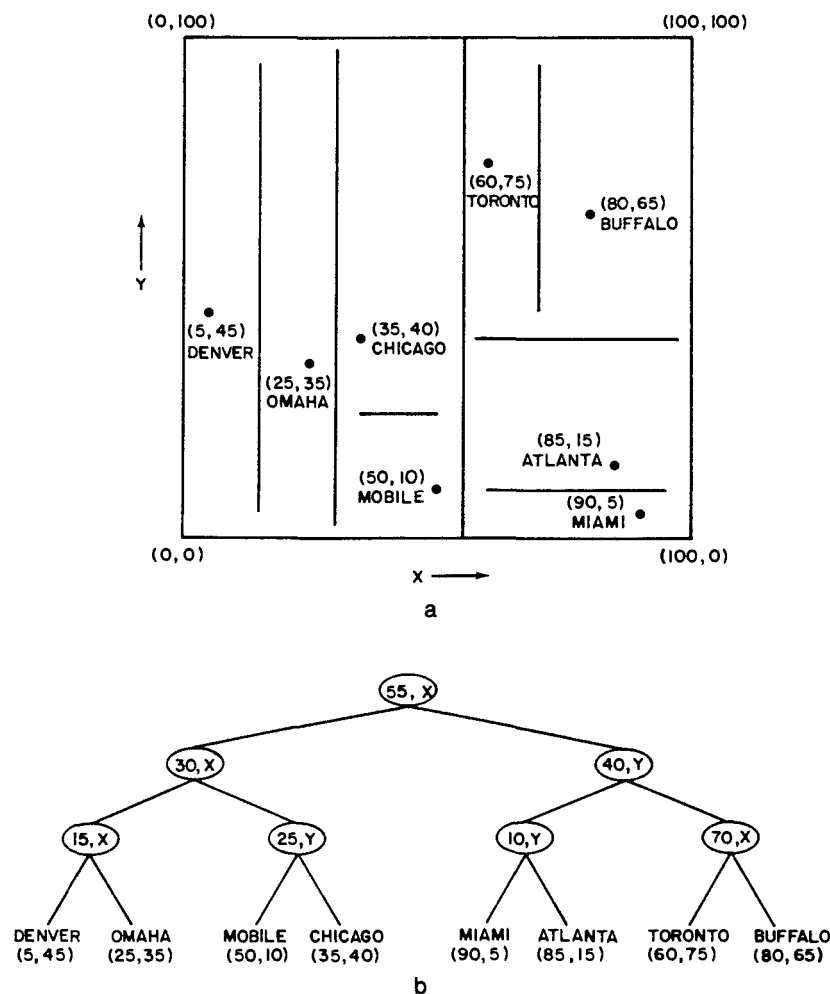 (0,100) (100,100)
(60,75)
TORONTO
(80,65)
BUFFALO
Y
(5,45)
DENVER
(35,40)
CHICAGO
(25,35)
OMAHA
(85,15)
ATLANTA
(50,10)
MOBILE
(90,5)
MIAMI
(0,0) (100,0)
X
a
55, X
30, X 40, Y
15, X 25, Y 10, Y 70, X
DENVER OMAHA MOBILE CHICAGO MIAMI ATLANTA TORONTO BUFFALO
(5,45) (25,35) (50,10) (35,40) (90,5) (85,15) (60,75) (80,65)
b